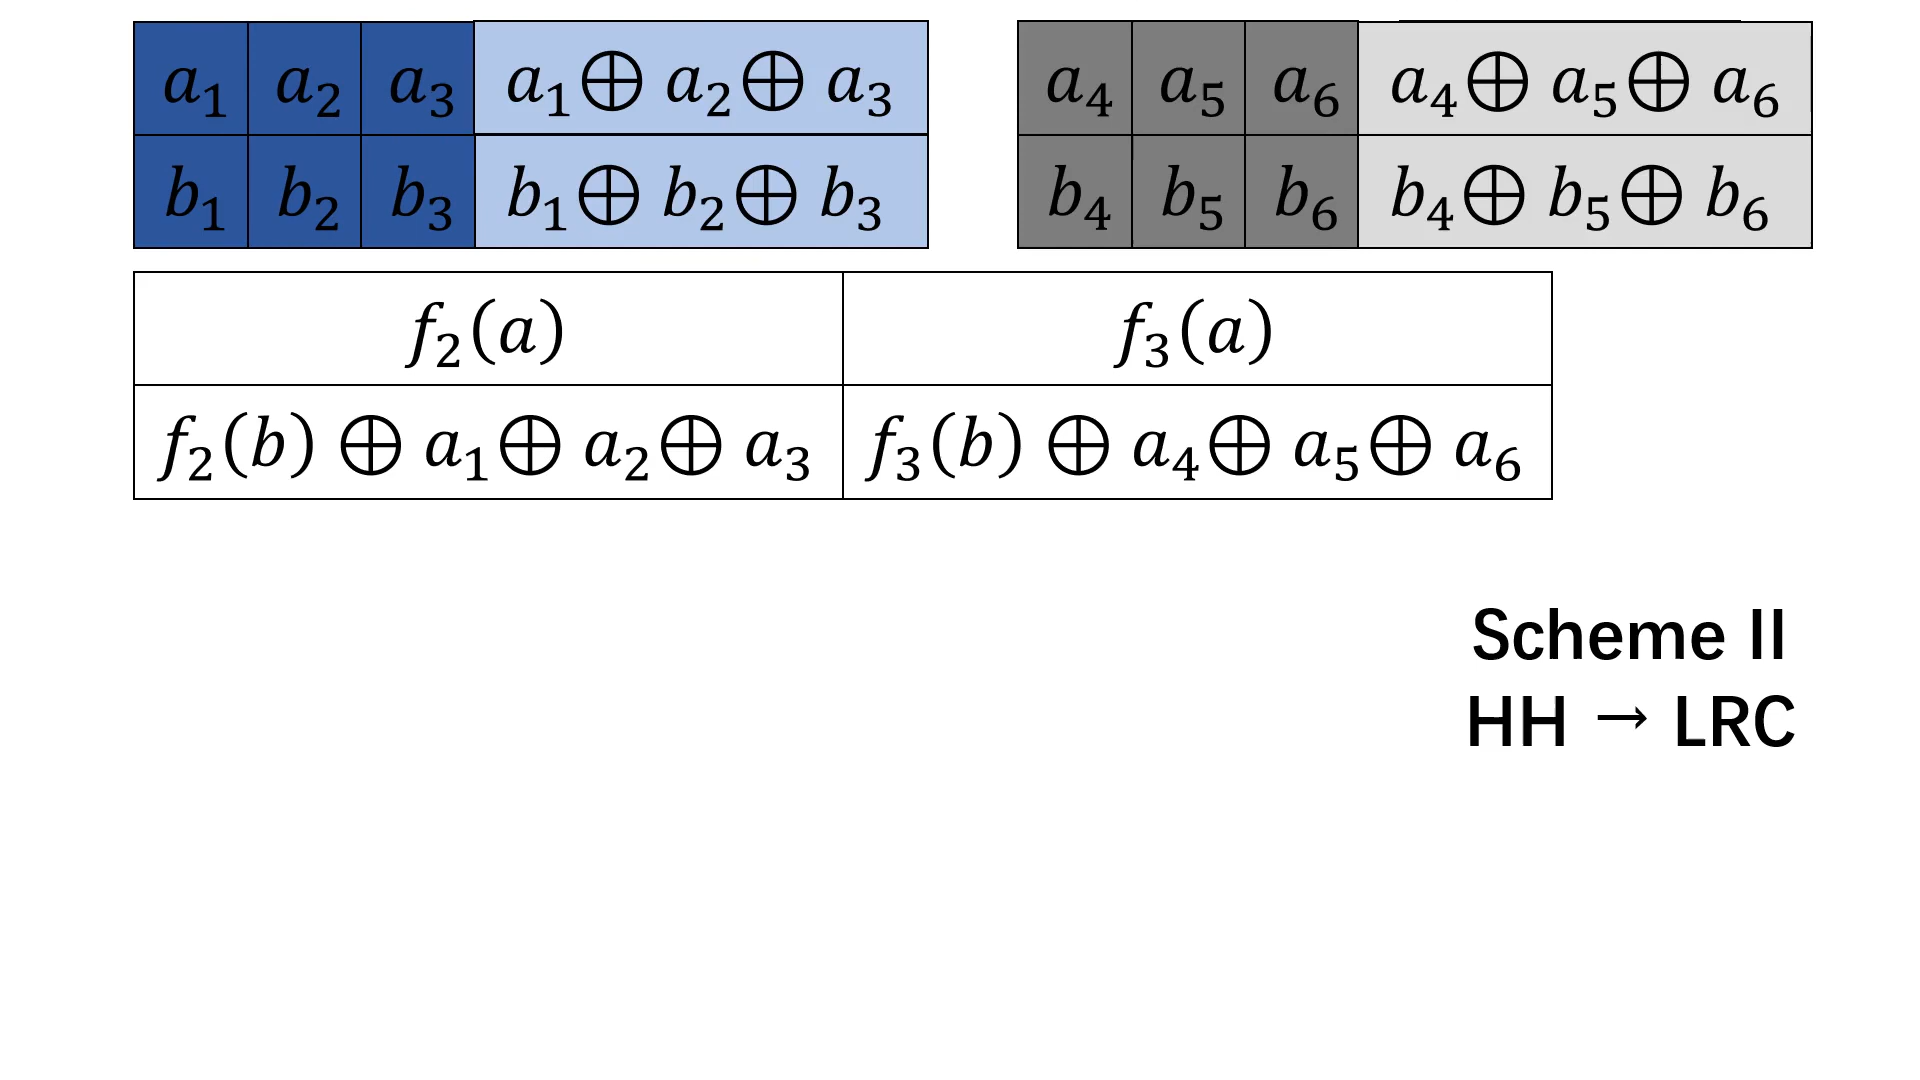 a₁ a₂ a₃ a₁⊕ a₂⊕ a₃ a₄ a₅ a₆ a₄⊕ a₅⊕ a₆
b₁ b₂ b₃ b₁⊕ b₂⊕ b₃ b₄ b₅ b₆ b₄⊕ b₅⊕ b₆
f₂(a) f₃(a)
f₂(b) ⊕ a₁⊕ a₂⊕ a₃ f₃(b) ⊕ a₄⊕ a₅⊕ a₆
Scheme II
HH → LRC